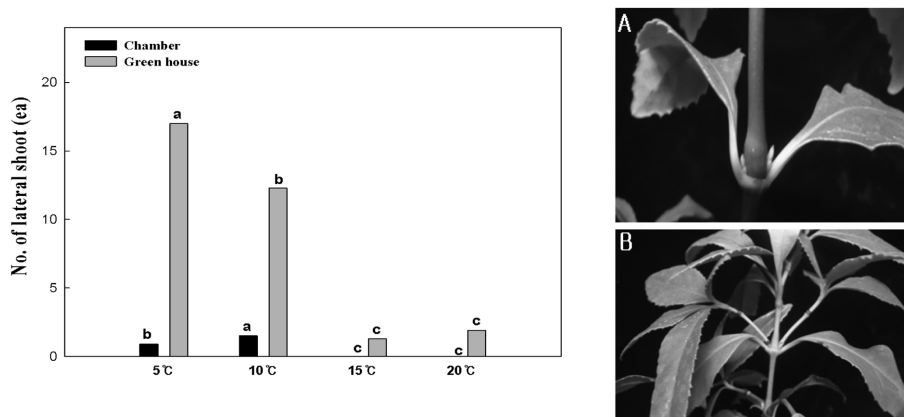 No. of lateral shoot (ea)
Chamber
Green house
20
15
10
5
0
b
a
a
b
c
c
c
c
5℃
10℃
15℃
20℃
A
B